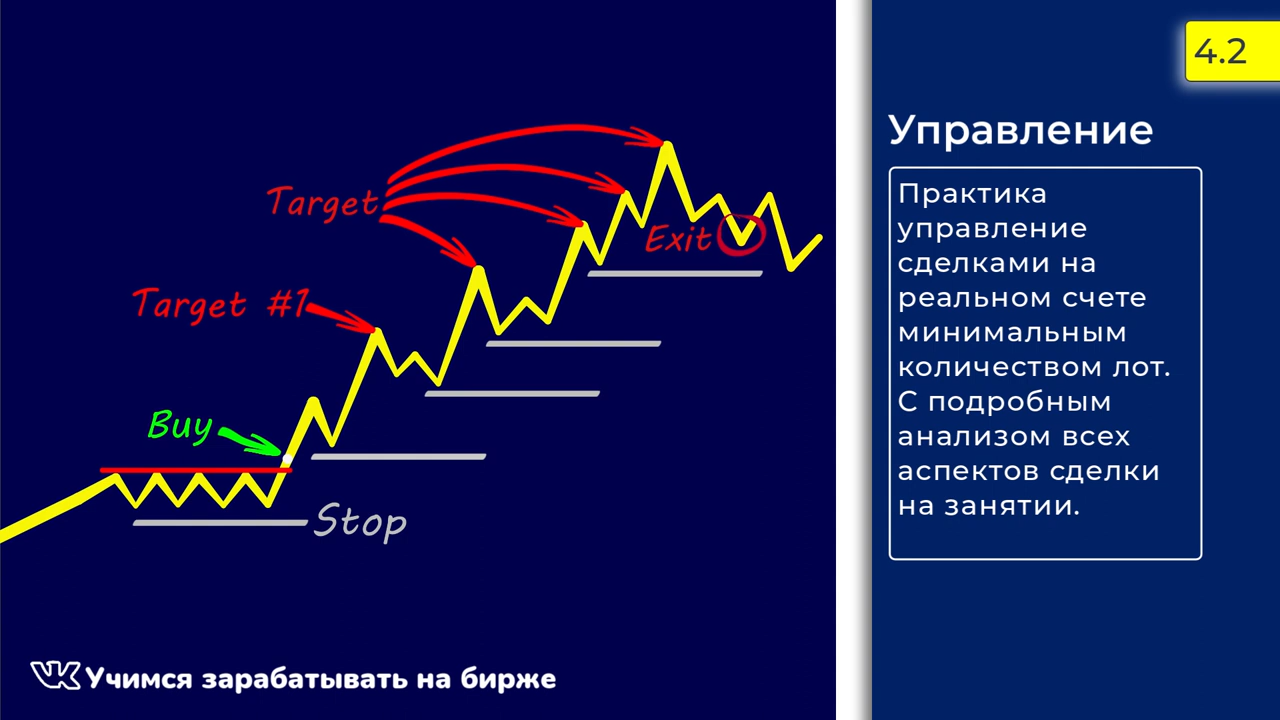 4.2
Управление
Практика
управление
сделками на
реальном счете
минимальным
количеством лот.
С подробным
анализом всех
аспектов сделки
на занятии.
Target
Exit
Target #1
Buy
Stop
Учимся зарабатывать на бирже